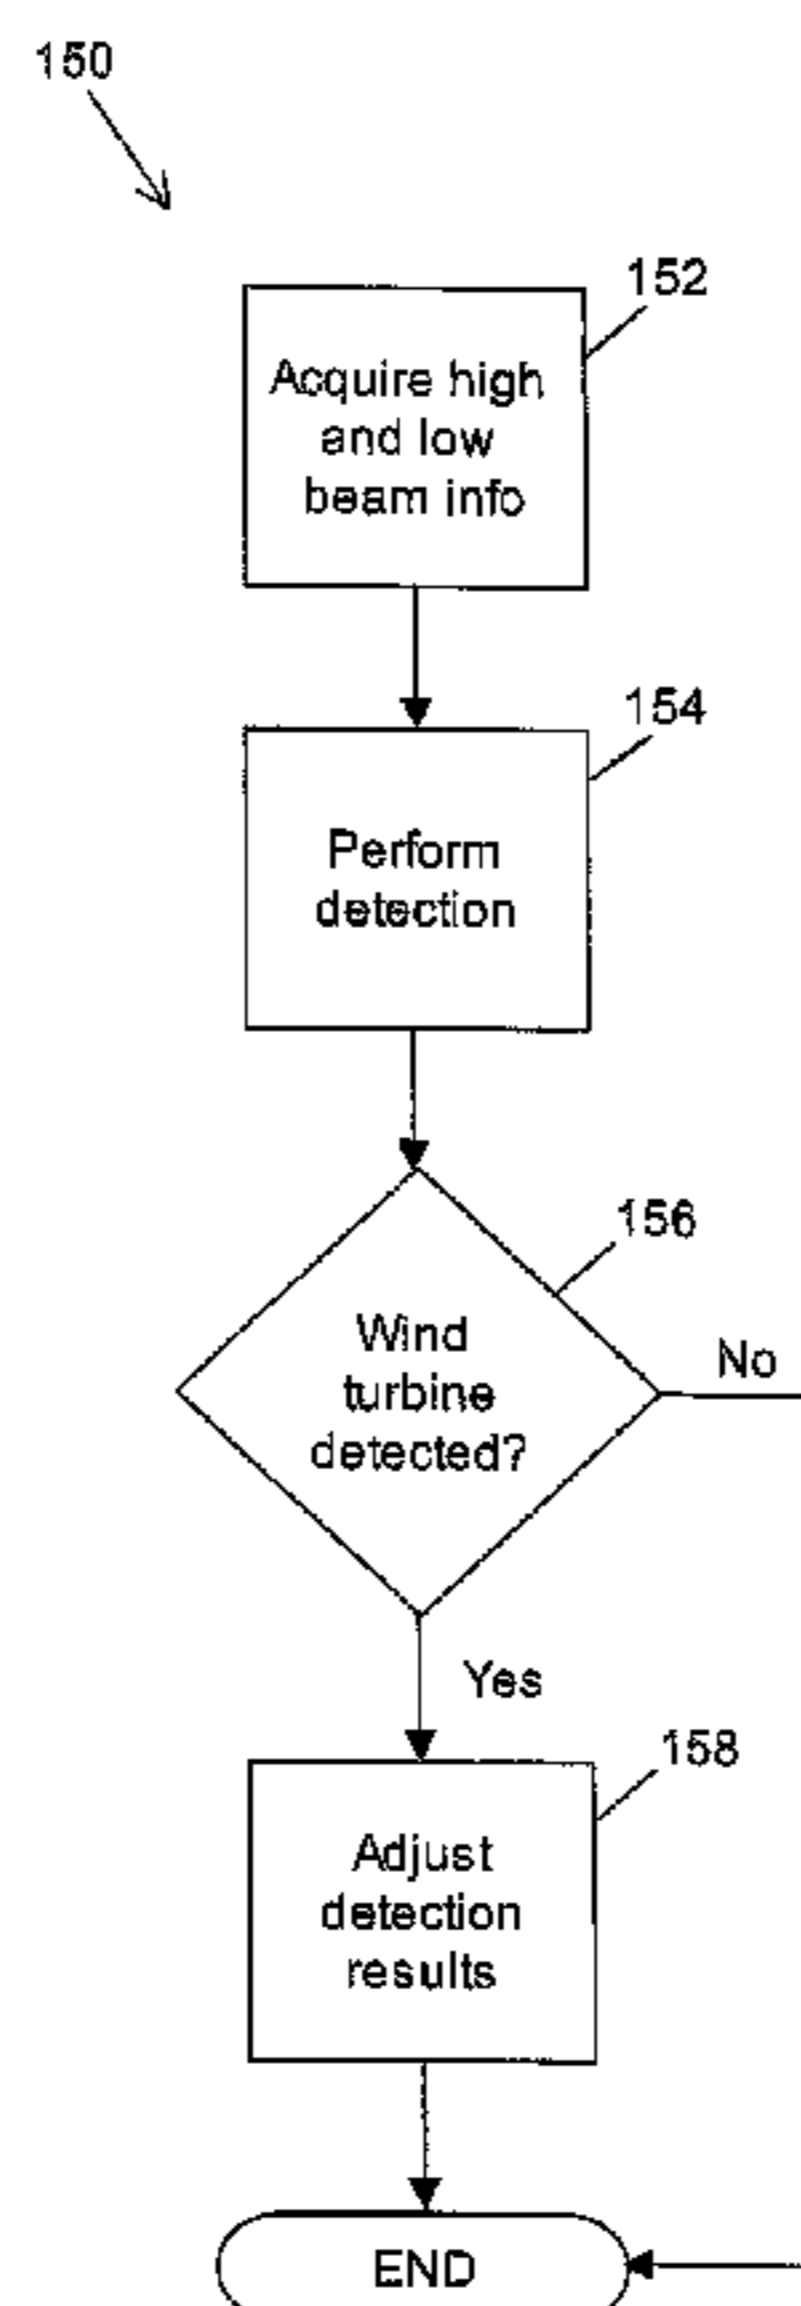 150
152
Acquire high
and low
beam info
154
Perform
detection
156
Wind
turbine
detected?
No
Yes
158
Adjust
detection
results
END